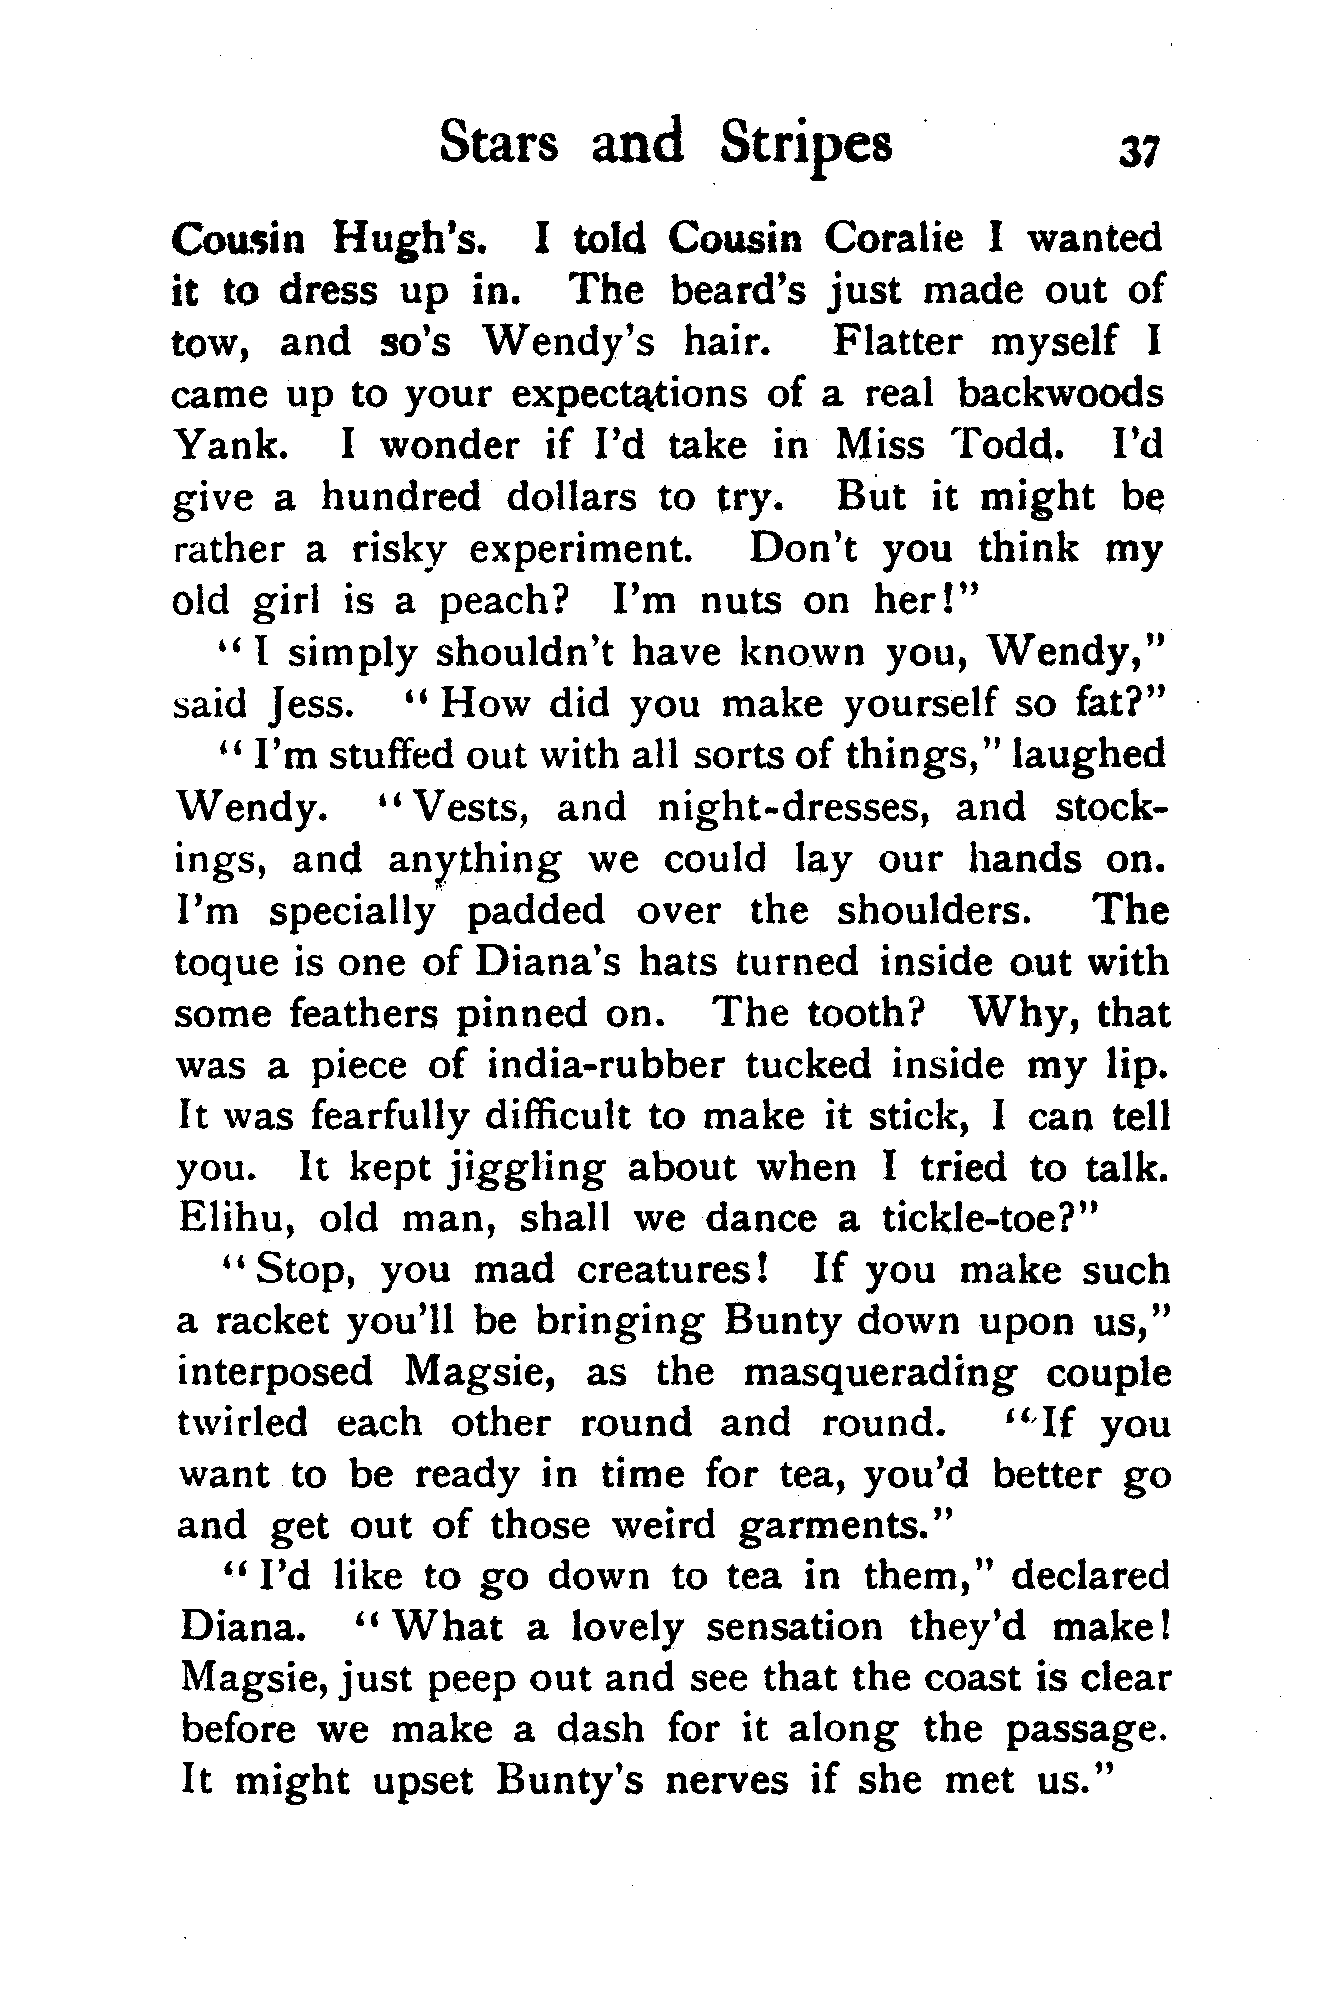 Stars and Stripes 37
Cousin Hugh's. I told Cousin Coralie I wanted
it to dress up in. The beard's just made out of
tow, and so's Wendy's hair. Flatter myself I
came up to your expectations of a real backwoods
Yank. I wonder if I'd take in Miss Todd. I'd
give a hundred dollars to try. But it might be
rather a risky experiment. Don't you think my
old girl is a peach? I'm nuts on her!"
"I simply shouldn't have known you, Wendy,"
said Jess. "How did you make yourself so fat?"
"I'm stuffed out with all sorts of things," laughed
Wendy. "Vests, and night-dresses, and stock-
ings, and anything we could lay our hands on.
I'm specially padded over the shoulders. The
toque is one of Diana's hats turned inside out with
some feathers pinned on. The tooth? Why, that
was a piece of india-rubber tucked inside my lip.
It was fearfully difficult to make it stick, I can tell
you. It kept jiggling about when I tried to talk.
Elihu, old man, shall we dance a tickle-toe?"
"Stop, you mad creatures! If you make such
a racket you'll be bringing Bunty down upon us,"
interposed Magsie, as the masquerading couple
twirled each other round and round. "If you
want to be ready in time for tea, you'd better go
and get out of those weird garments."
"I'd like to go down to tea in them," declared
Diana. "What a lovely sensation they'd make!
Magsie, just peep out and see that the coast is clear
before we make a dash for it along the passage.
It might upset Bunty's nerves if she met us."